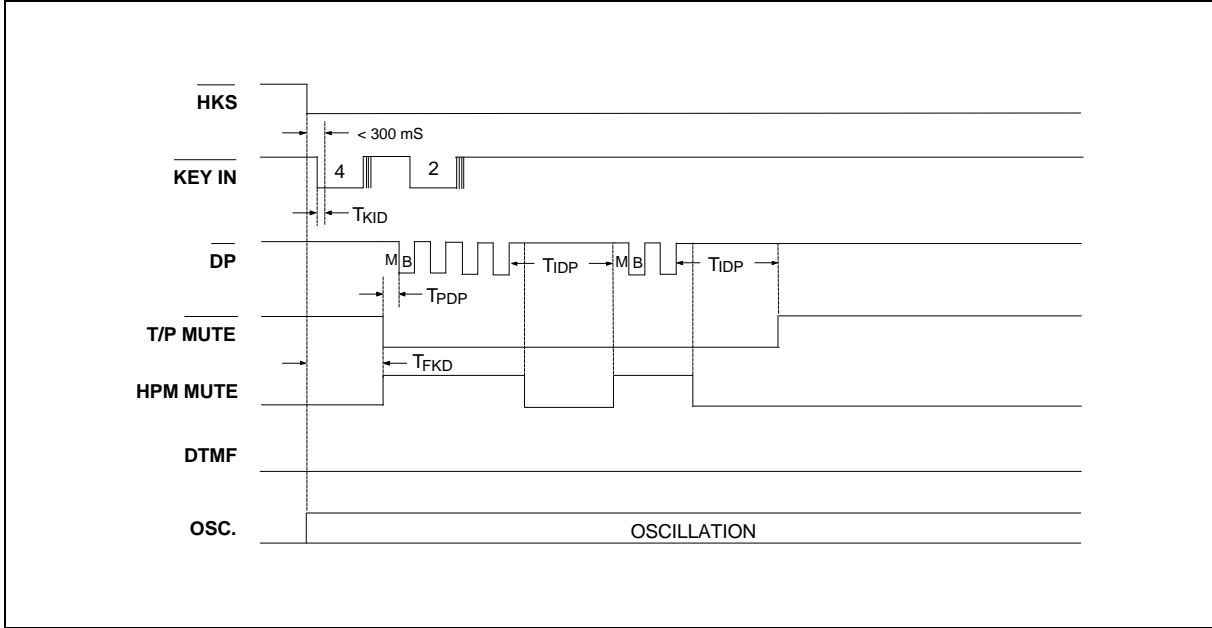 HKS
< 300 mS
KEY IN
4
2
TKID
DP
M B
TIDP
M B
TIDP
TPDP
T/P MUTE
TFKD
HPM MUTE
DTMF
OSC.
OSCILLATION